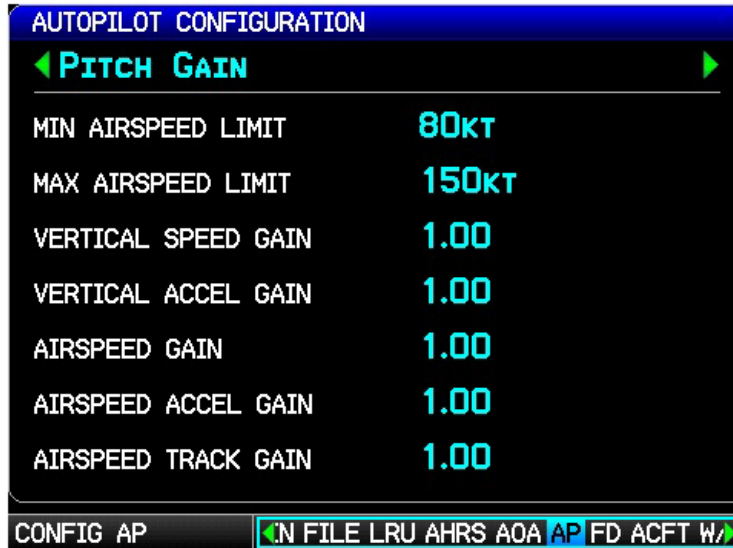 AUTOPILOT CONFIGURATION
PITCH GAIN
MIN AIRSPEED LIMIT 80KT
MAX AIRSPEED LIMIT 150KT
VERTICAL SPEED GAIN 1.00
VERTICAL ACCEL GAIN 1.00
AIRSPEED GAIN 1.00
AIRSPEED ACCEL GAIN 1.00
AIRSPEED TRACK GAIN 1.00
CONFIG AP FILE LRU AHRS AOA AP FD ACFT